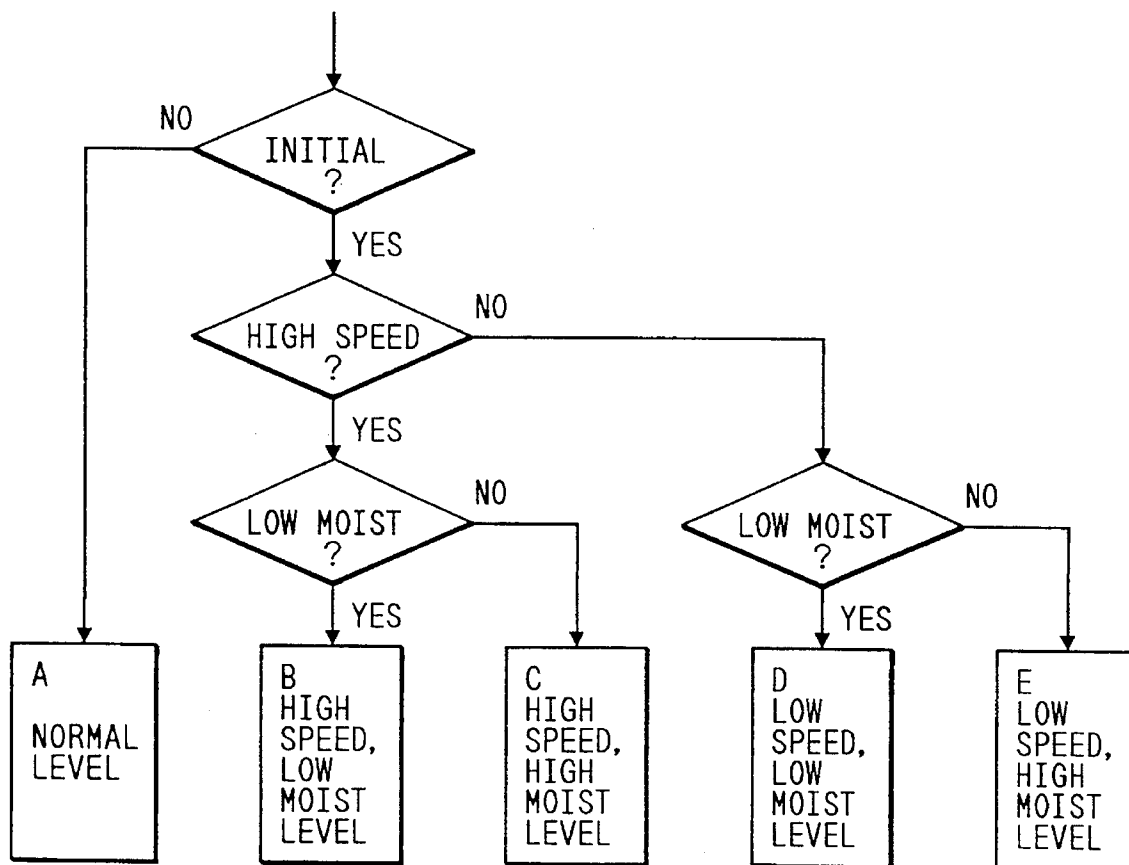 NO
INITIAL
?
YES
NO
HIGH SPEED
?
YES
NO
LOW MOIST
?
YES
NO
LOW MOIST
?
YES
A
NORMAL
LEVEL
B
HIGH
SPEED,
LOW
MOIST
LEVEL
C
HIGH
SPEED,
HIGH
MOIST
LEVEL
D
LOW
SPEED,
LOW
MOIST
LEVEL
E
LOW
SPEED,
HIGH
MOIST
LEVEL